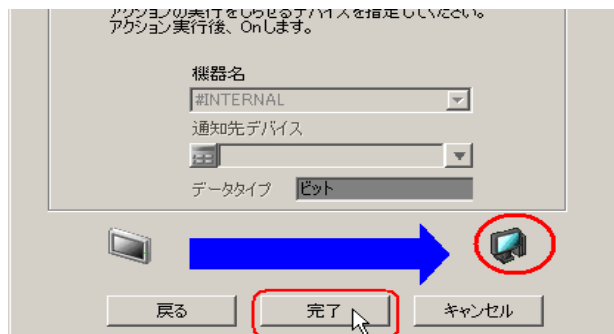 アクションの実行をしらせるデバイスを指定してください。
アクション実行後、Onします。
機器名
#INTERNAL
通知先デバイス
データタイプ ビット
戻る 完了 キャンセル